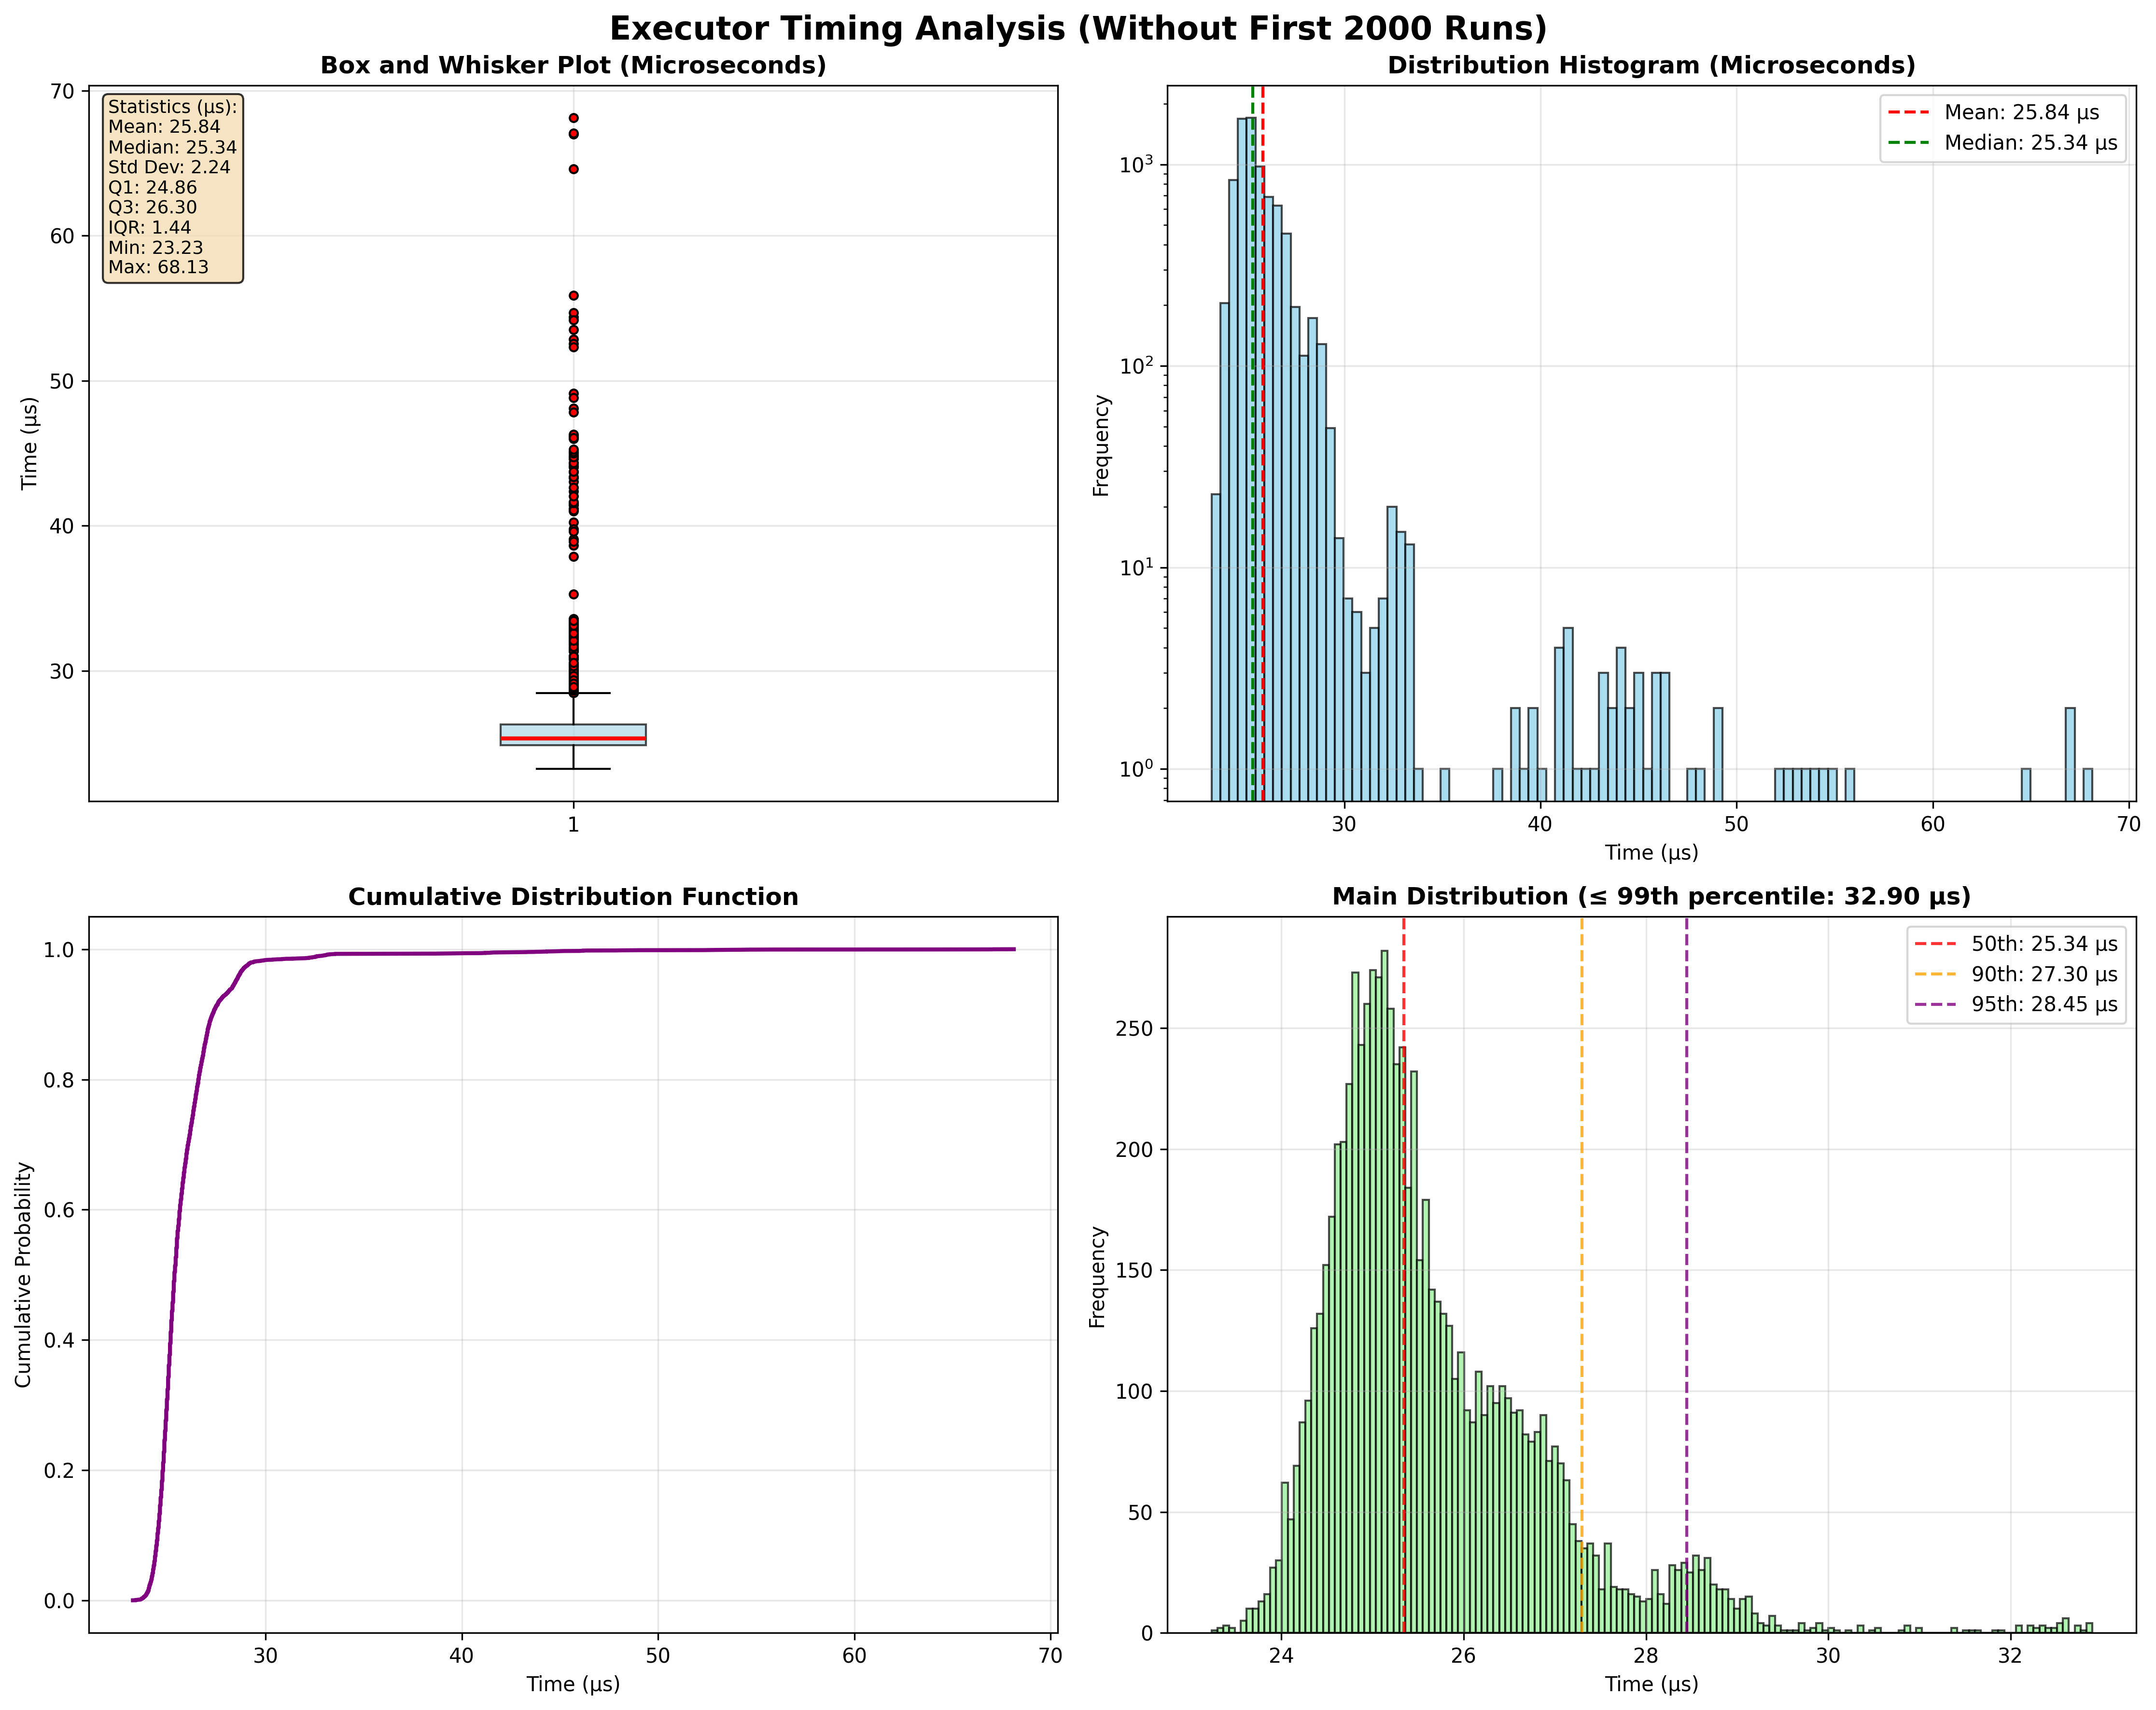 Executor Timing Analysis (Without First 2000 Runs)
Box and Whisker Plot (Microseconds)
70
60
50
40
30
Time (µs)
Statistics (µs):
Mean: 25.84
Median: 25.34
Std Dev: 2.24
Q1: 24.86
Q3: 26.30
IQR: 1.44
Min: 23.23
Max: 68.13
1
Distribution Histogram (Microseconds)
Mean: 25.84 µs
Median: 25.34 µs
10³
10²
10¹
10⁰
Frequency
30 40 50 60 70
Time (µs)
Cumulative Distribution Function
1.0
0.8
0.6
0.4
0.2
0.0
Cumulative Probability
30 40 50 60 70
Time (µs)
Main Distribution (≤ 99th percentile: 32.90 µs)
50th: 25.34 µs
90th: 27.30 µs
95th: 28.45 µs
250
200
150
100
50
0
Frequency
24 26 28 30 32
Time (µs)